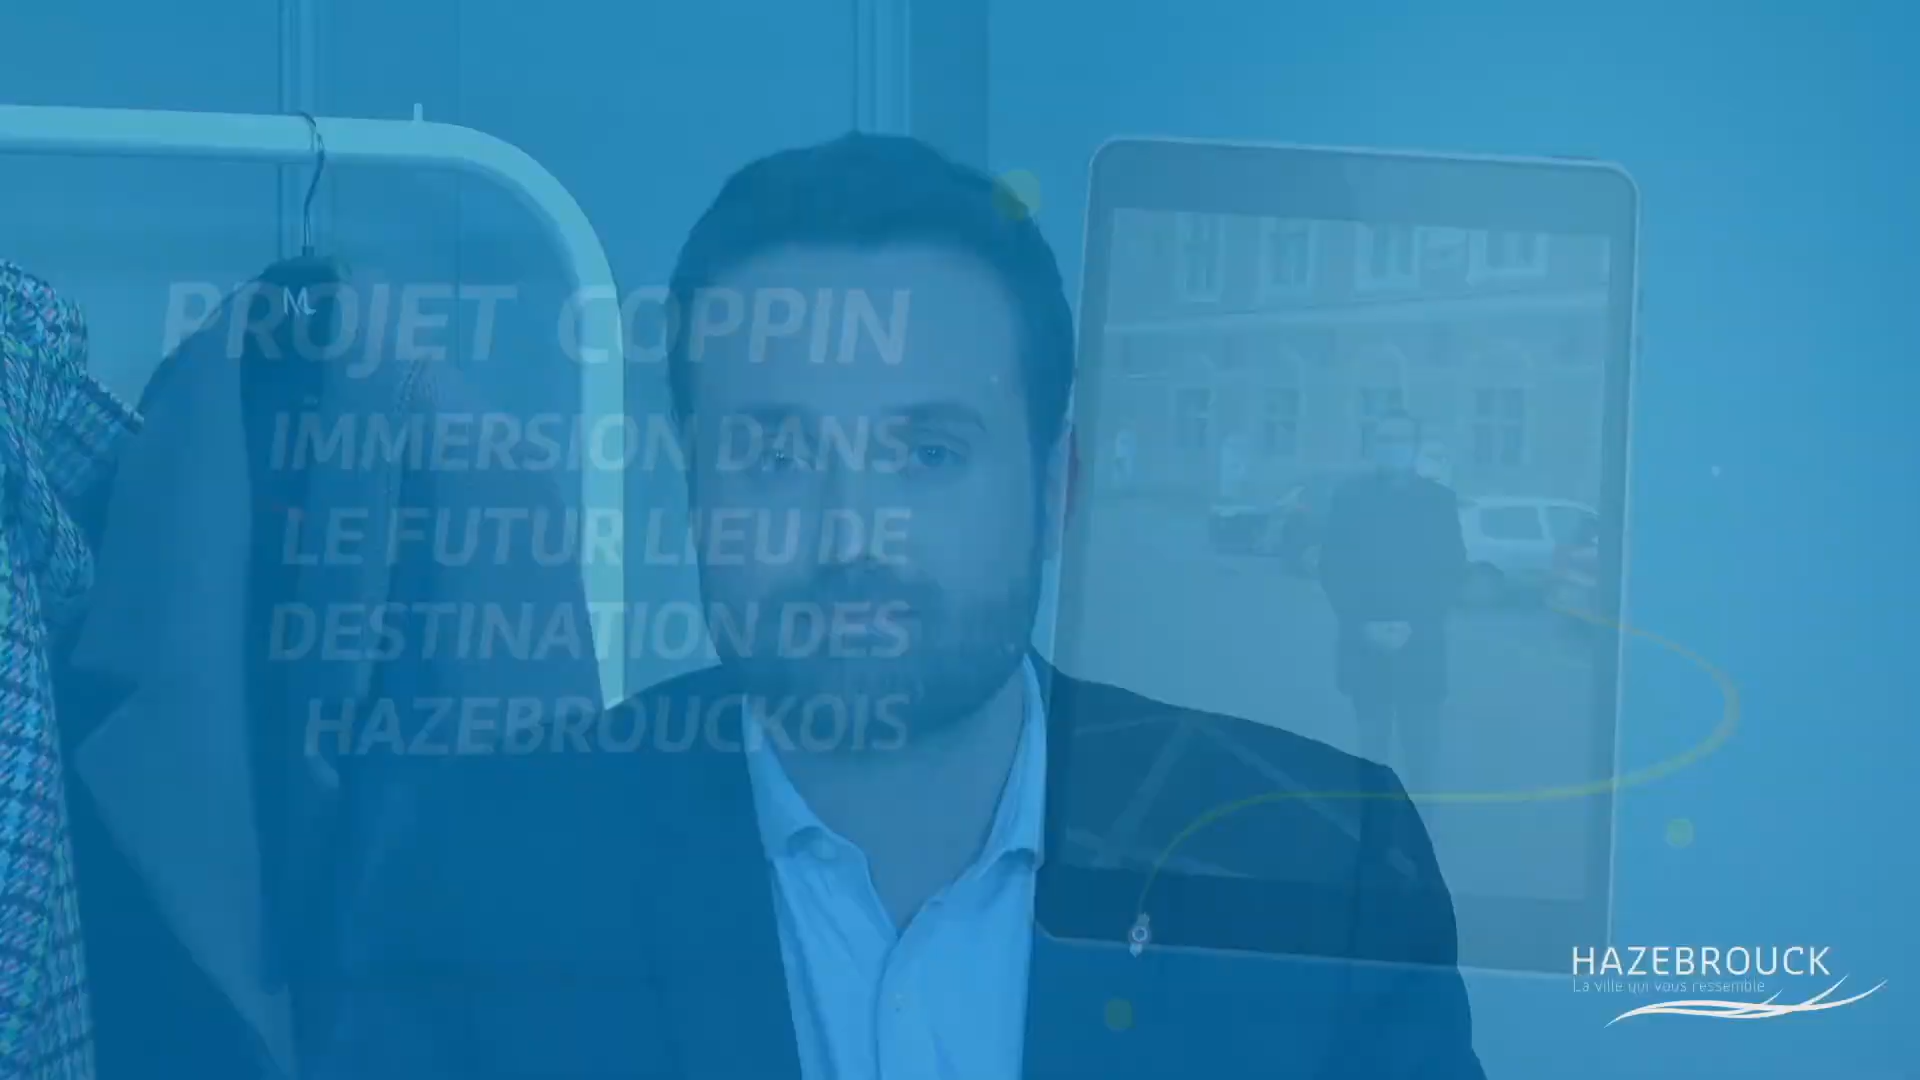 PROJET COPPIN
IMMERSION DANS
LE FUTUR LIEU DE
DESTINATION DES
HAZEBROUCKOIS
M
HAZEBROUCK
La ville qui vous ressemble